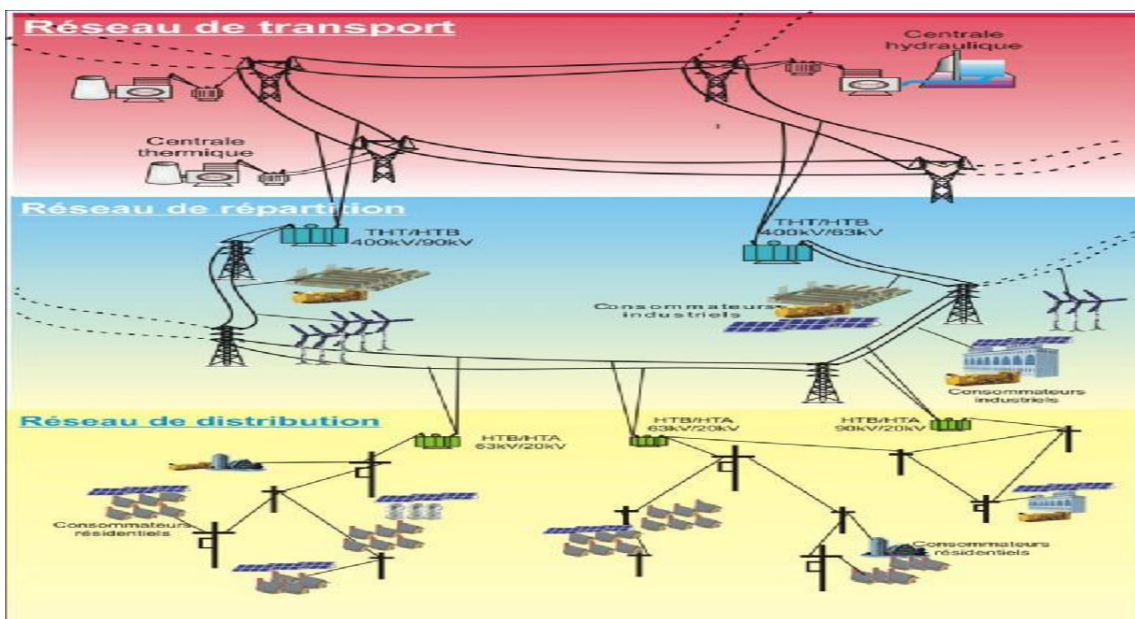 Réseau de transport
Centrale
hydraulique
Centrale
thermique
Réseau de répartition
THT/HTB
400kV/90kV
THT/HTB
400kV/63kV
Consommateurs
industriels
Consommateurs
industriels
Réseau de distribution
HTB/HTA
63kV/20kV
HTB/HTA
63kV/20kV
HTB/HTA
90kV/20kV
Consommateurs
résidentiels
Consommateurs
résidentiels